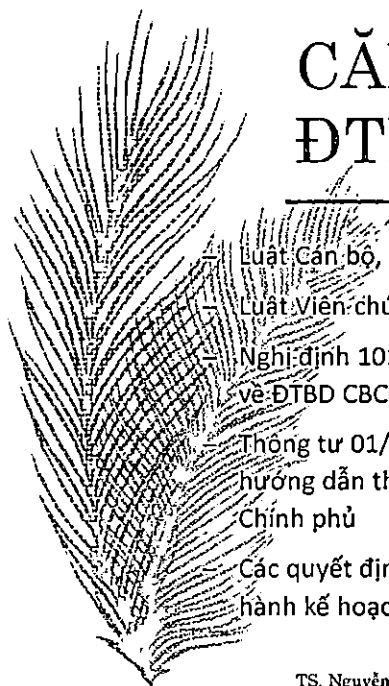 CĂ
ĐT
– Luật Cán bộ,
– Luật Viên chứ
– Nghị định 101
về ĐTBD CBC
– Thông tư 01/
hướng dẫn th
Chính phủ
– Các quyết địn
hành kế hoạc
TS. Nguyễn